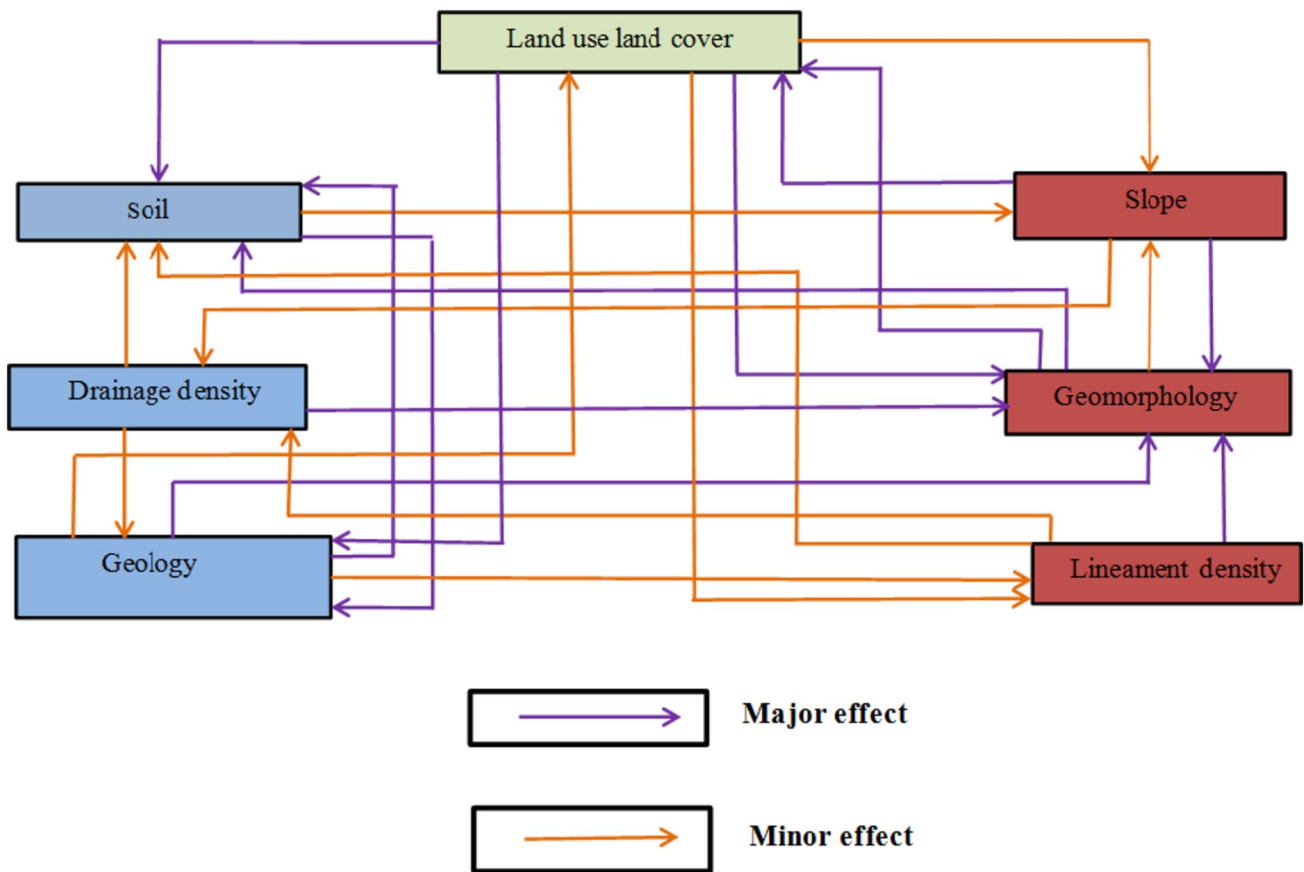 Land use land cover
Soil
Slope
Drainage density
Geomorphology
Geology
Lineament density
Major effect
Minor effect